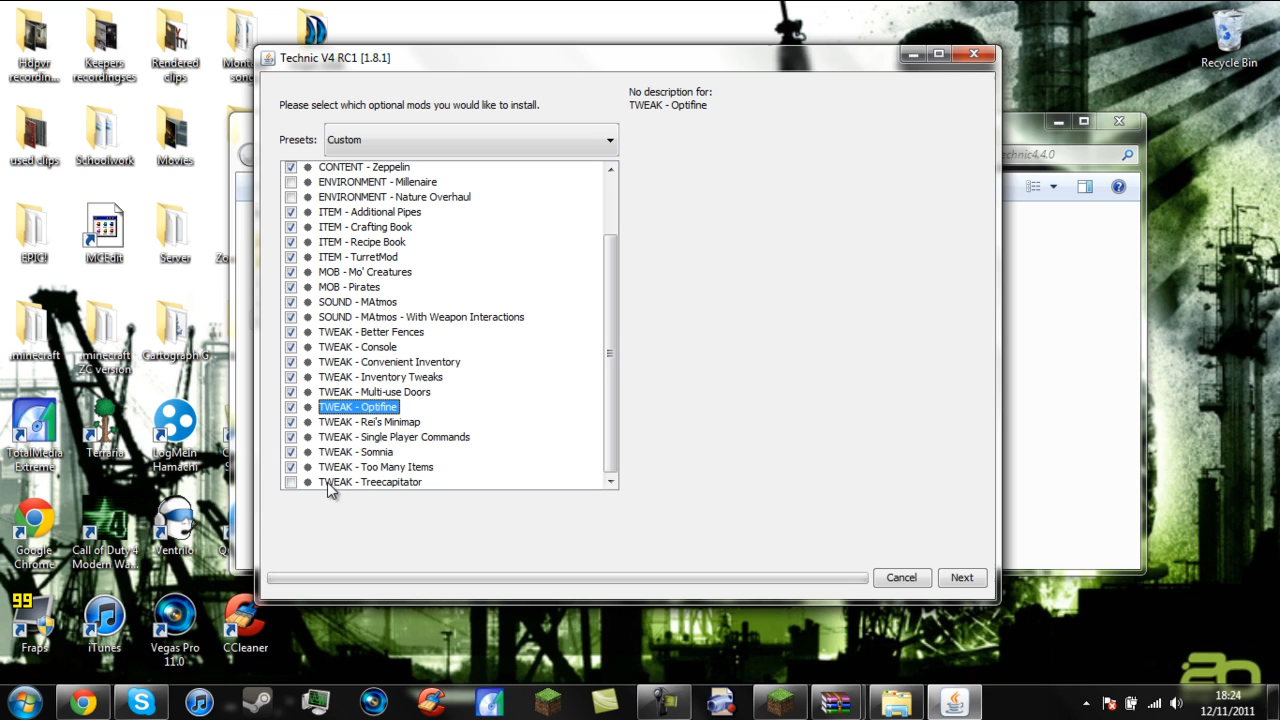 Hdpvr recordin...
Keepers recordingses
Rendered clips
Recycle Bin
used clips
Schoolwork
Movies
EPIC!
MCEdit
Server
.minecraft
.minecraft ZC version
Cartograph G
TotalMedia Extreme
Terraria
LogMeIn Hamachi
Google Chrome
Call of Duty 4 Modern Wa...
Ventrilo
99
Fraps
iTunes
Vegas Pro 11.0
CCleaner
Technic V4 RC1 [1.8.1]
Please select which optional mods you would like to install.
No description for:
TWEAK - Optifine
Presets: Custom
CONTENT - Zeppelin
ENVIRONMENT - Millenaire
ENVIRONMENT - Nature Overhaul
ITEM - Additional Pipes
ITEM - Crafting Book
ITEM - Recipe Book
ITEM - TurretMod
MOB - Mo' Creatures
MOB - Pirates
SOUND - MAtmos
SOUND - MAtmos - With Weapon Interactions
TWEAK - Better Fences
TWEAK - Console
TWEAK - Convenient Inventory
TWEAK - Inventory Tweaks
TWEAK - Multi-use Doors
TWEAK - Optifine
TWEAK - Rei's Minimap
TWEAK - Single Player Commands
TWEAK - Somnia
TWEAK - Too Many Items
TWEAK - Treecapitator
Cancel
Next
echnic4.4.0
18:24
12/11/2011